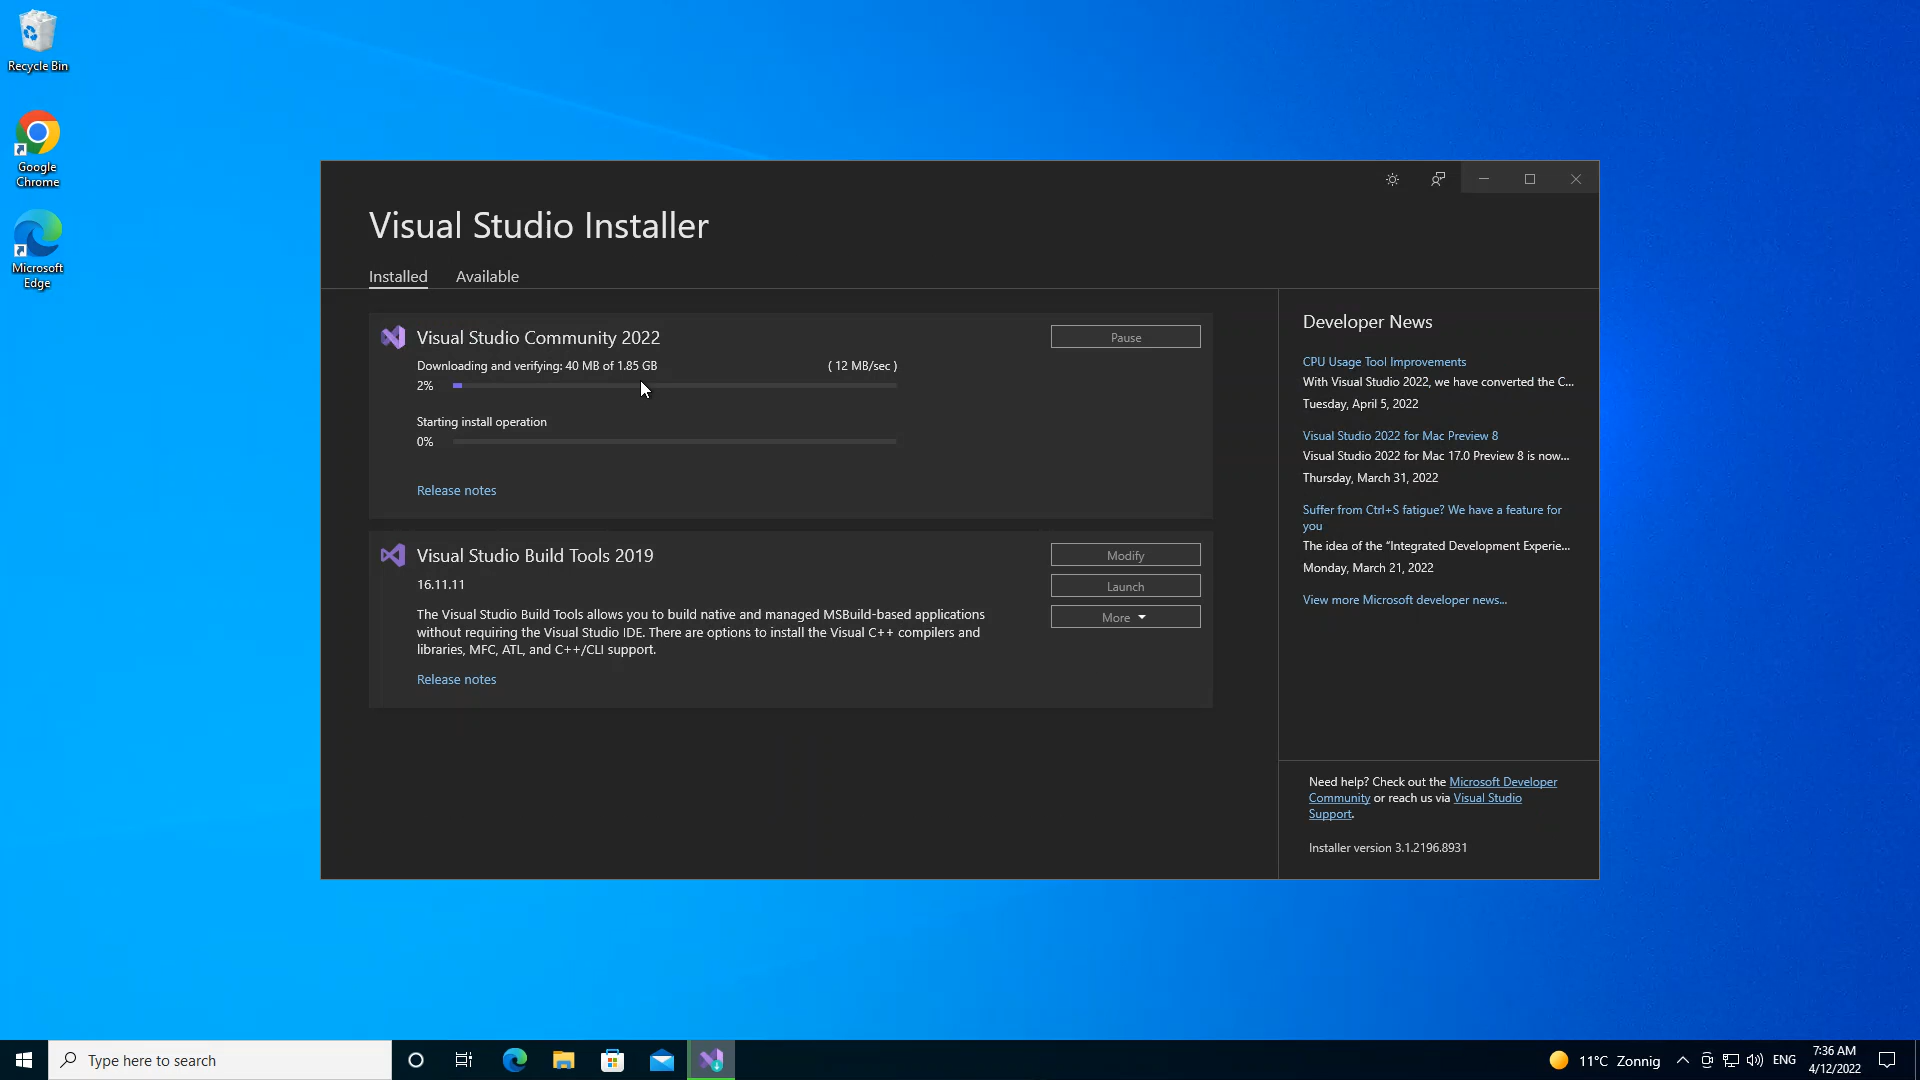 Recycle Bin
Google
Chrome
Microsoft
Edge
Visual Studio Installer
Installed
Available
Visual Studio Community 2022
Pause
Downloading and verifying: 40 MB of 1.85 GB
( 12 MB/sec )
2%
Starting install operation
0%
Release notes
Visual Studio Build Tools 2019
Modify
16.11.11
Launch
The Visual Studio Build Tools allows you to build native and managed MSBuild-based applications
More
without requiring the Visual Studio IDE. There are options to install the Visual C++ compilers and
libraries, MFC, ATL, and C++/CLI support.
Release notes
Developer News
CPU Usage Tool Improvements
With Visual Studio 2022, we have converted the C...
Tuesday, April 5, 2022
Visual Studio 2022 for Mac Preview 8
Visual Studio 2022 for Mac 17.0 Preview 8 is now...
Thursday, March 31, 2022
Suffer from Ctrl+S fatigue? We have a feature for
you
The idea of the “Integrated Development Experie...
Monday, March 21, 2022
View more Microsoft developer news...
Need help? Check out the Microsoft Developer
Community or reach us via Visual Studio
Support.
Installer version 3.1.2196.8931
Type here to search
11°C Zonnig
ENG
7:36 AM
4/12/2022